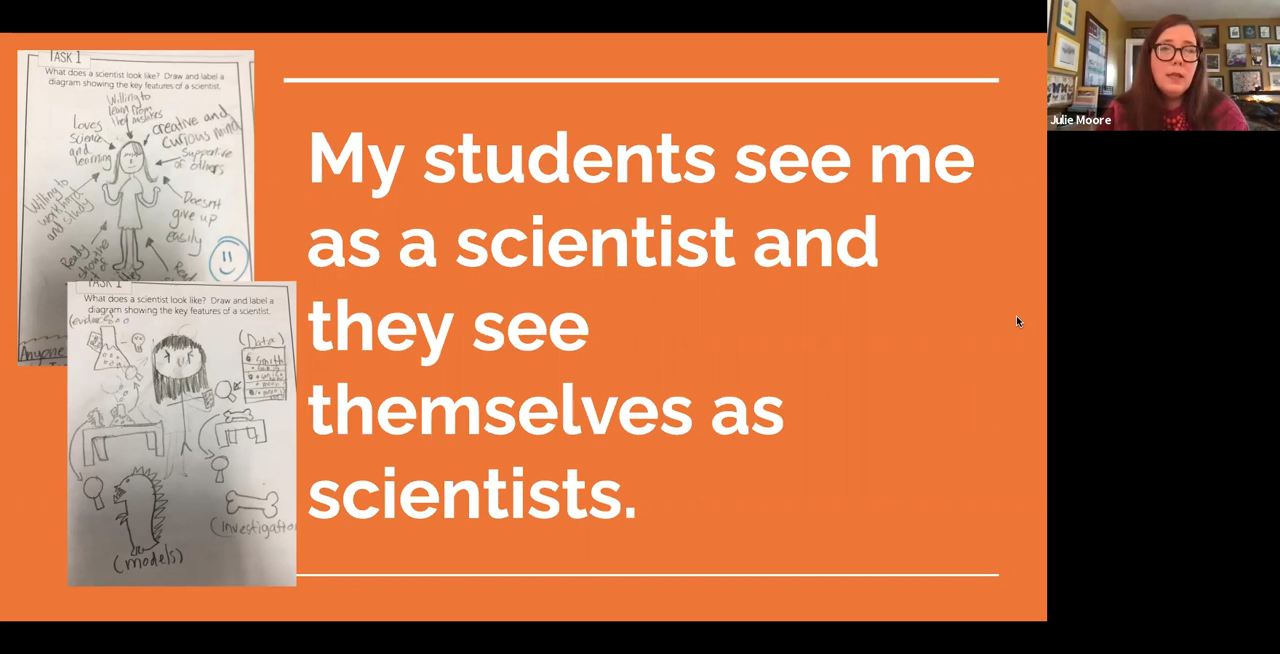 TASK 1
What does a scientist look like? Draw and label a
diagram showing the key features of a scientist.
Willing to
learn from
their mistakes
loves
science
and
learning
creative and
curious mind
Supportive
of others
Willing to
work hard
and study
Doesnt
give up
easily
Ready
Anyone
TASK 1
What does a scientist look like? Draw and label a
diagram showing the key features of a scientist.
(Data)
Smith
(models)
(Investigation
My students see me
as a scientist and
they see
themselves as
scientists.
Julie Moore